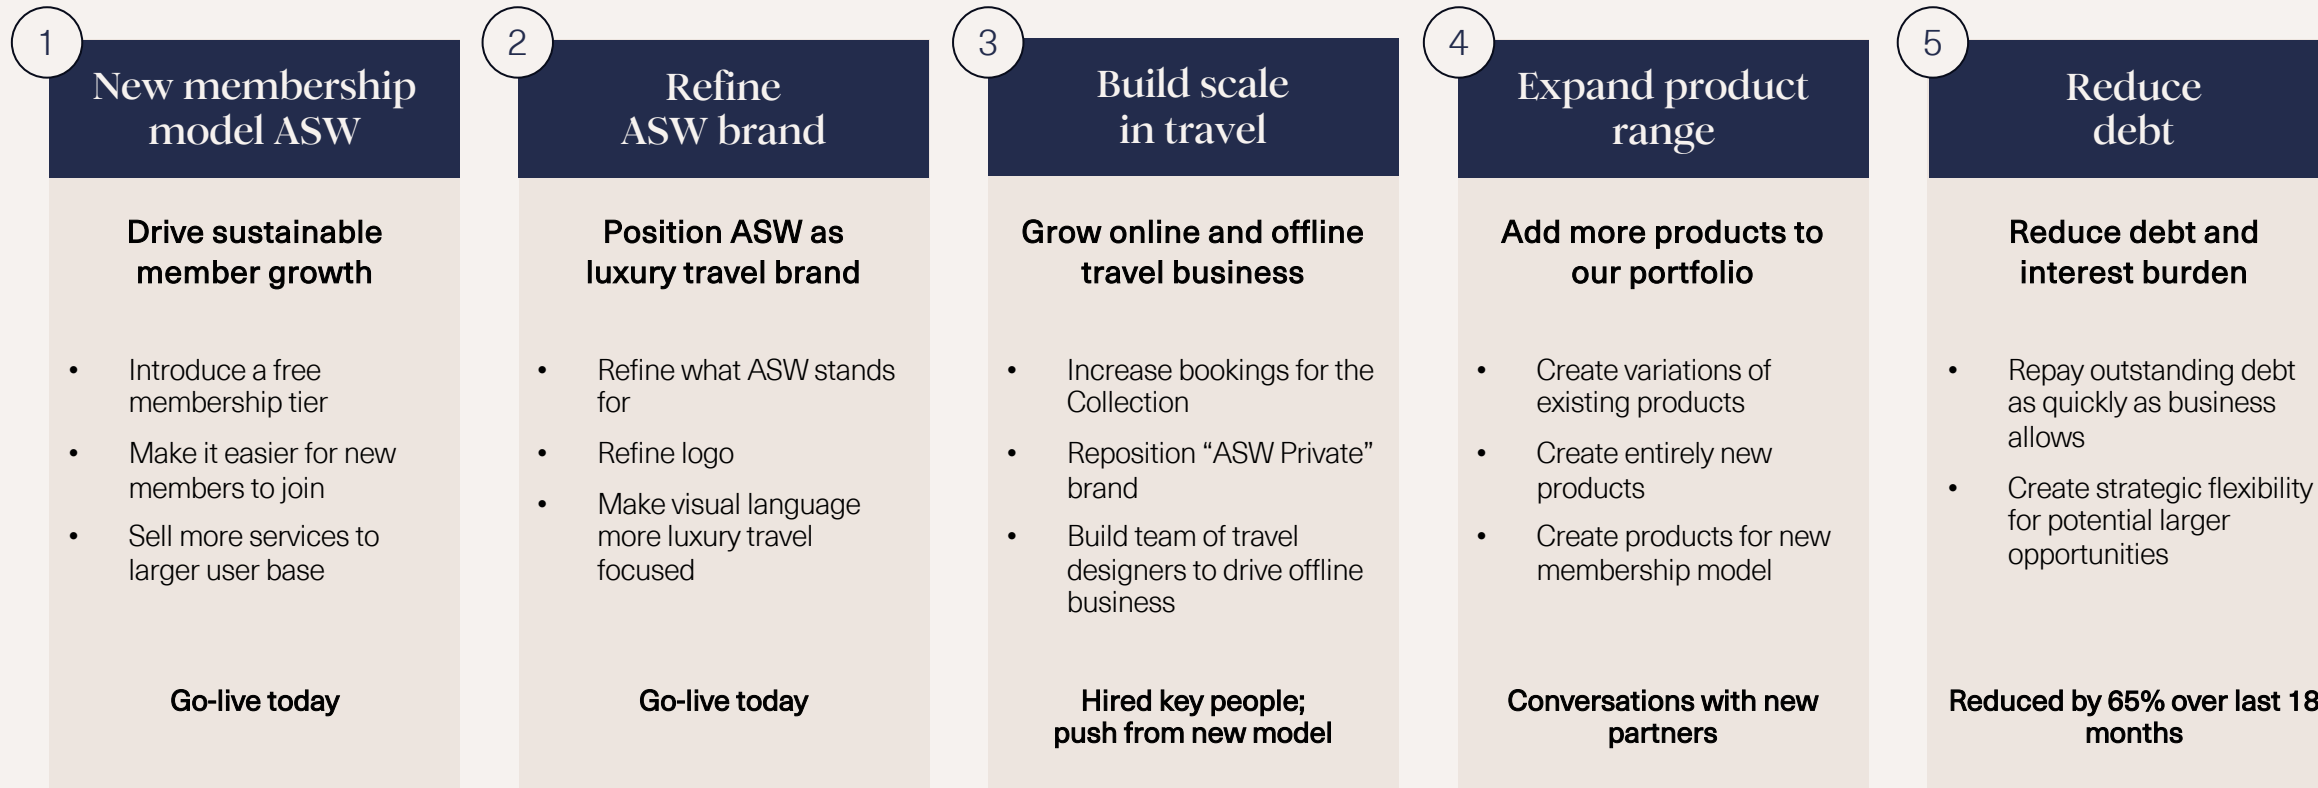 1
New membership
model ASW
Drive sustainable
member growth
• Introduce a free
membership tier
• Make it easier for new
members to join
• Sell more services to
larger user base
Go-live today
2
Refine
ASW brand
Position ASW as
luxury travel brand
• Refine what ASW stands
for
• Refine logo
• Make visual language
more luxury travel
focused
Go-live today
3
Build scale
in travel
Grow online and offline
travel business
• Increase bookings for the
Collection
• Reposition “ASW Private”
brand
• Build team of travel
designers to drive offline
business
Hired key people;
push from new model
4
Expand product
range
Add more products to
our portfolio
• Create variations of
existing products
• Create entirely new
products
• Create products for new
membership model
Conversations with new
partners
5
Reduce
debt
Reduce debt and
interest burden
• Repay outstanding debt
as quickly as business
allows
• Create strategic flexibility
for potential larger
opportunities
Reduced by 65% over last 18
months